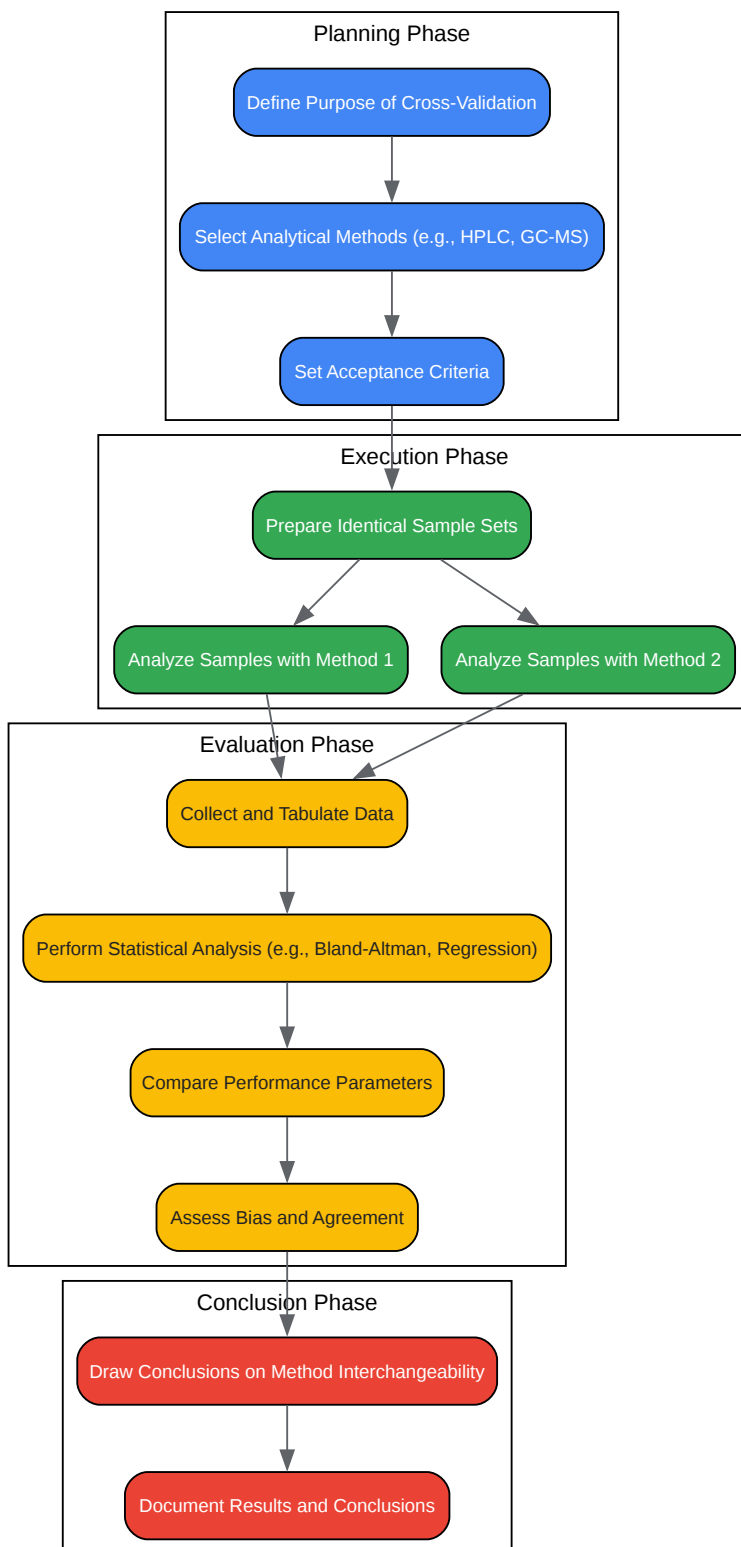 Planning Phase
Define Purpose of Cross-Validation
Select Analytical Methods (e.g., HPLC, GC-MS)
Set Acceptance Criteria
Execution Phase
Prepare Identical Sample Sets
Analyze Samples with Method 1
Analyze Samples with Method 2
Evaluation Phase
Collect and Tabulate Data
Perform Statistical Analysis (e.g., Bland-Altman, Regression)
Compare Performance Parameters
Assess Bias and Agreement
Conclusion Phase
Draw Conclusions on Method Interchangeability
Document Results and Conclusions